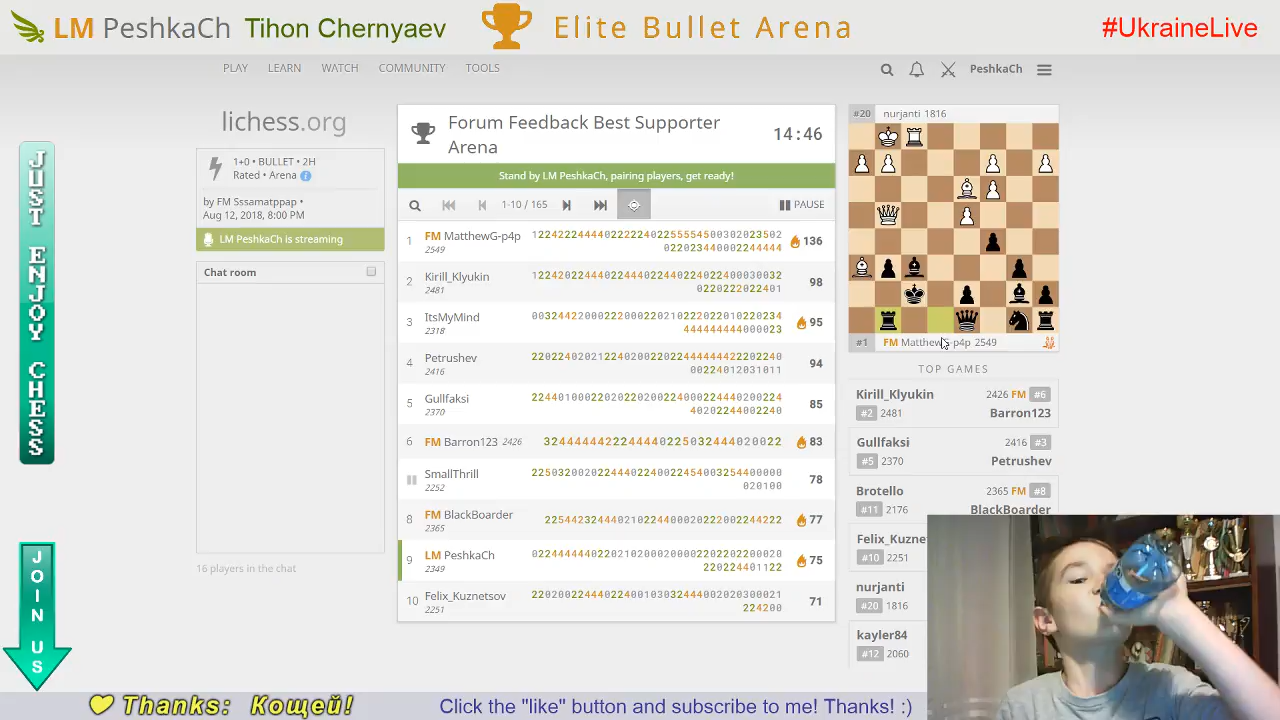 LM PeshkaCh Tihon Chernyaev Elite Bullet Arena #UkraineLive
PLAY LEARN WATCH COMMUNITY TOOLS PeshkaCh
lichess.org
1+0 • BULLET • 2H
Rated • Arena
by FM Sssamatppap •
Aug 12, 2018, 8:00 PM
LM PeshkaCh is streaming
Chat room
16 players in the chat
JUST ENJOY CHESS
JOIN US
Forum Feedback Best Supporter
Arena
14:46
Stand by LM PeshkaCh, pairing players, get ready!
1-10 / 165 PAUSE
1 FM MatthewG-p4p 136
2549
2 Kirill_Klyukin 98
2481
3 ItsMyMind 95
2318
4 Petrushev 94
2416
5 Gullfaksi 85
2370
6 FM Barron123 2426 83
SmallThrill 78
2252
8 FM BlackBoarder 77
2365
9 LM PeshkaCh 75
2349
10 Felix_Kuznetsov 71
2251
#20 nurjanti 1816
#1 FM MatthewG-p4p 2549
TOP GAMES
Kirill_Klyukin 2426 FM #6
#2 2481 Barron123
Gullfaksi 2416 #3
#5 2370 Petrushev
Brotello 2365 FM #8
#11 2176 BlackBoarder
Felix_Kuzne
#10 2251
nurjanti
#20 1816
kayler84
#12 2060
Thanks: Кощей!
Click the "like" button and subscribe to me! Thanks! :)